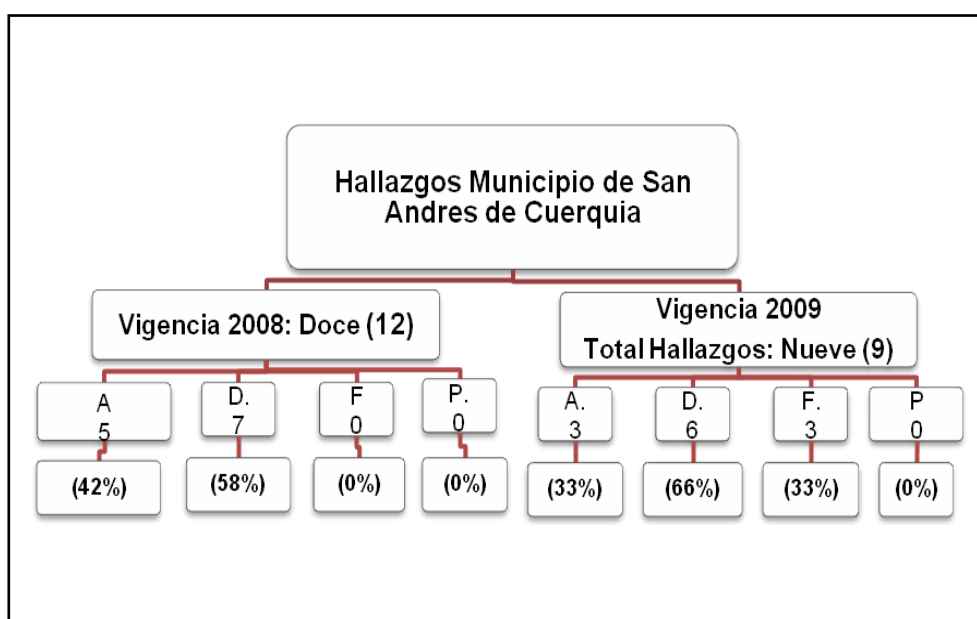 Hallazgos Municipio de San
Andres de Cuerquia
Vigencia 2008: Doce (12)
Vigencia 2009
Total Hallazgos: Nueve (9)
A
5
D.
7
F
0
P.
0
A.
3
D.
6
F.
3
P
0
(42%)
(58%)
(0%)
(0%)
(33%)
(66%)
(33%)
(0%)